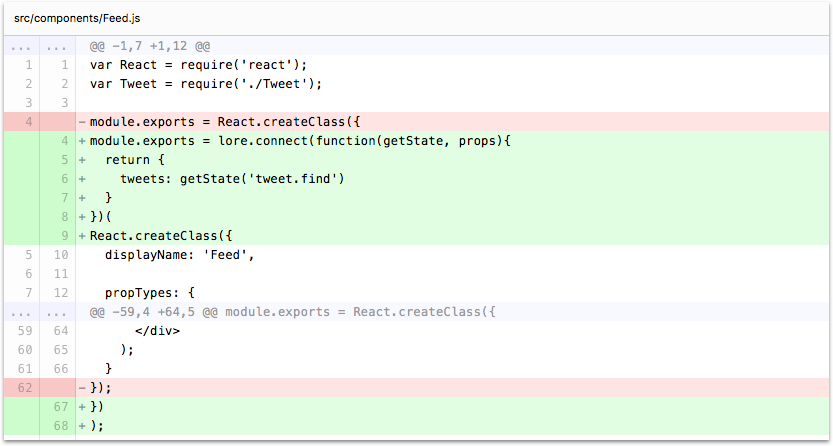 src/components/Feed.js
... ... @@ -1,7 +1,12 @@
1 1 var React = require('react');
2 2 var Tweet = require('./Tweet');
3 3
4 -module.exports = React.createClass({
4 +module.exports = lore.connect(function(getState, props){
5 +  return {
6 +    tweets: getState('tweet.find')
7 +  }
8 +})(
9 +React.createClass({
5 10   displayName: 'Feed',
6 11
7 12   propTypes: {
... ... @@ -59,4 +64,5 @@ module.exports = React.createClass({
59 64       </div>
60 65     );
61 66   }
62 -});
67 +})
68 +);